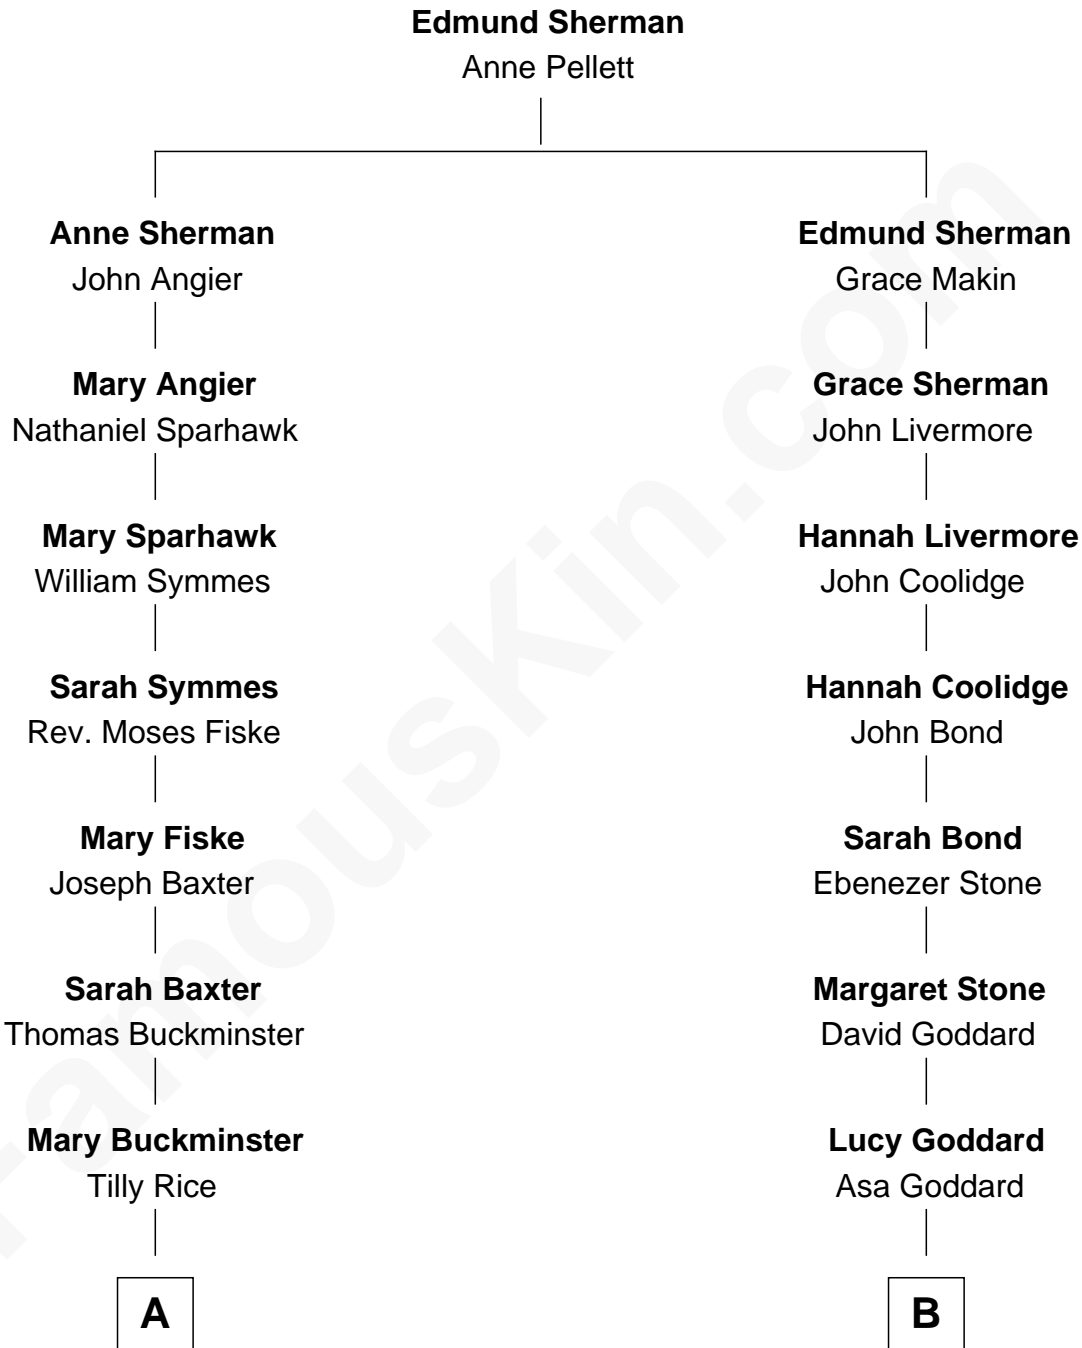 Edmund Sherman
Anne Pellett
Anne Sherman
John Angier
Edmund Sherman
Grace Makin
Mary Angier
Nathaniel Sparhawk
Grace Sherman
John Livermore
Mary Sparhawk
William Symmes
Hannah Livermore
John Coolidge
Sarah Symmes
Rev. Moses Fiske
Hannah Coolidge
John Bond
Mary Fiske
Joseph Baxter
Sarah Bond
Ebenezer Stone
Sarah Baxter
Thomas Buckminster
Margaret Stone
David Goddard
Mary Buckminster
Tilly Rice
Lucy Goddard
Asa Goddard
A
B
FamousKin.com